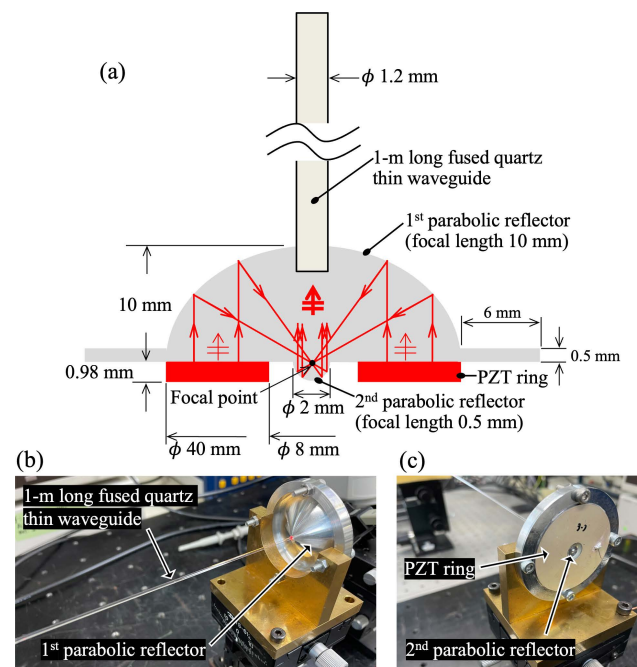 (a)
ϕ 1.2 mm
1-m long fused quartz
thin waveguide
1st parabolic reflector
(focal length 10 mm)
10 mm
6 mm
0.5 mm
0.98 mm
PZT ring
Focal point
ϕ 2 mm
2nd parabolic reflector
(focal length 0.5 mm)
ϕ 40 mm
ϕ 8 mm
(b)
1-m long fused quartz
thin waveguide
1st parabolic reflector
(c)
PZT ring
2nd parabolic reflector